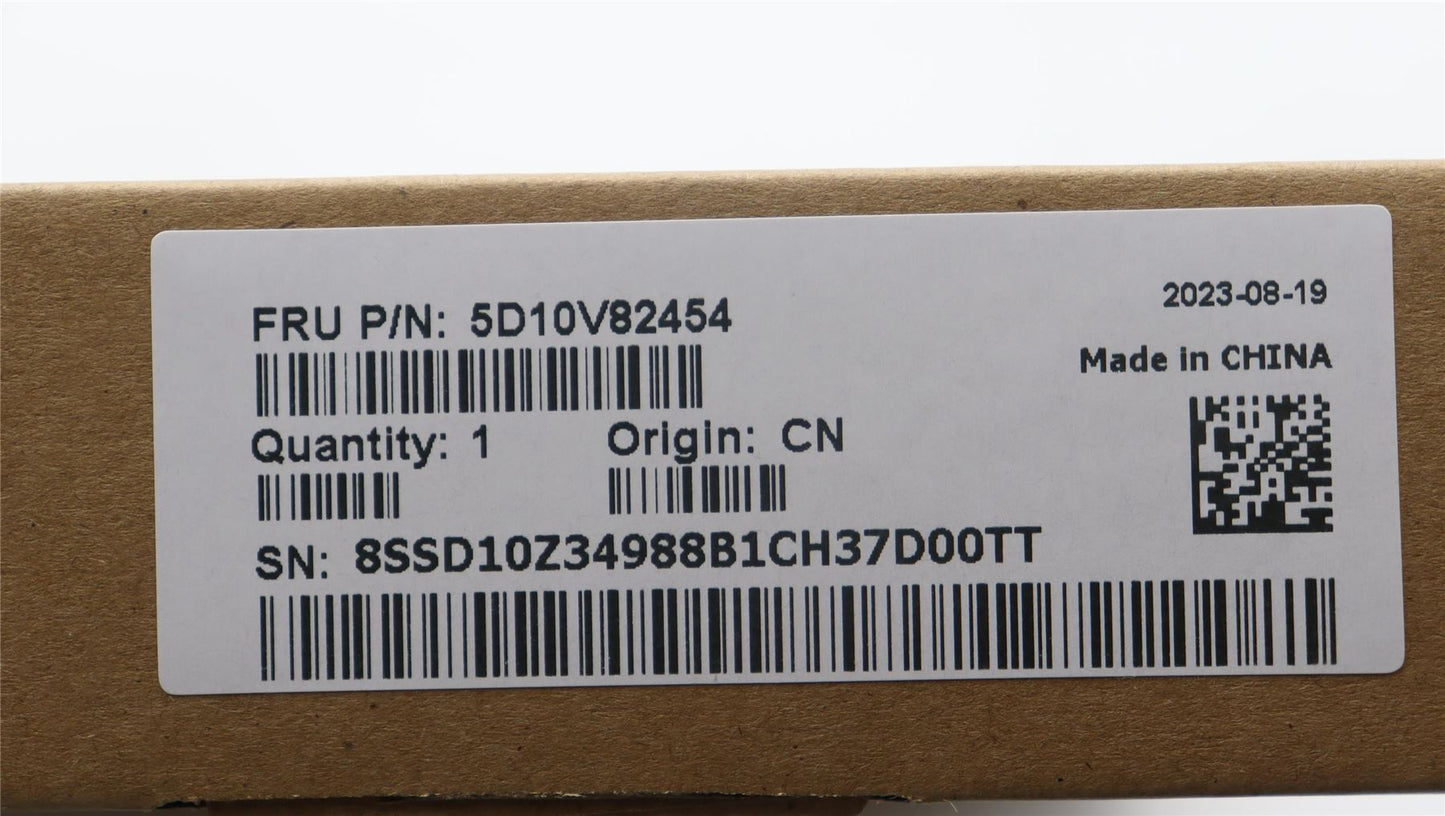 2023-08-19
FRU P/N: 5D10V82454
Made in CHINA
Quantity: 1
Origin: CN
SN: 8SSD10Z34988B1CH37D00TT